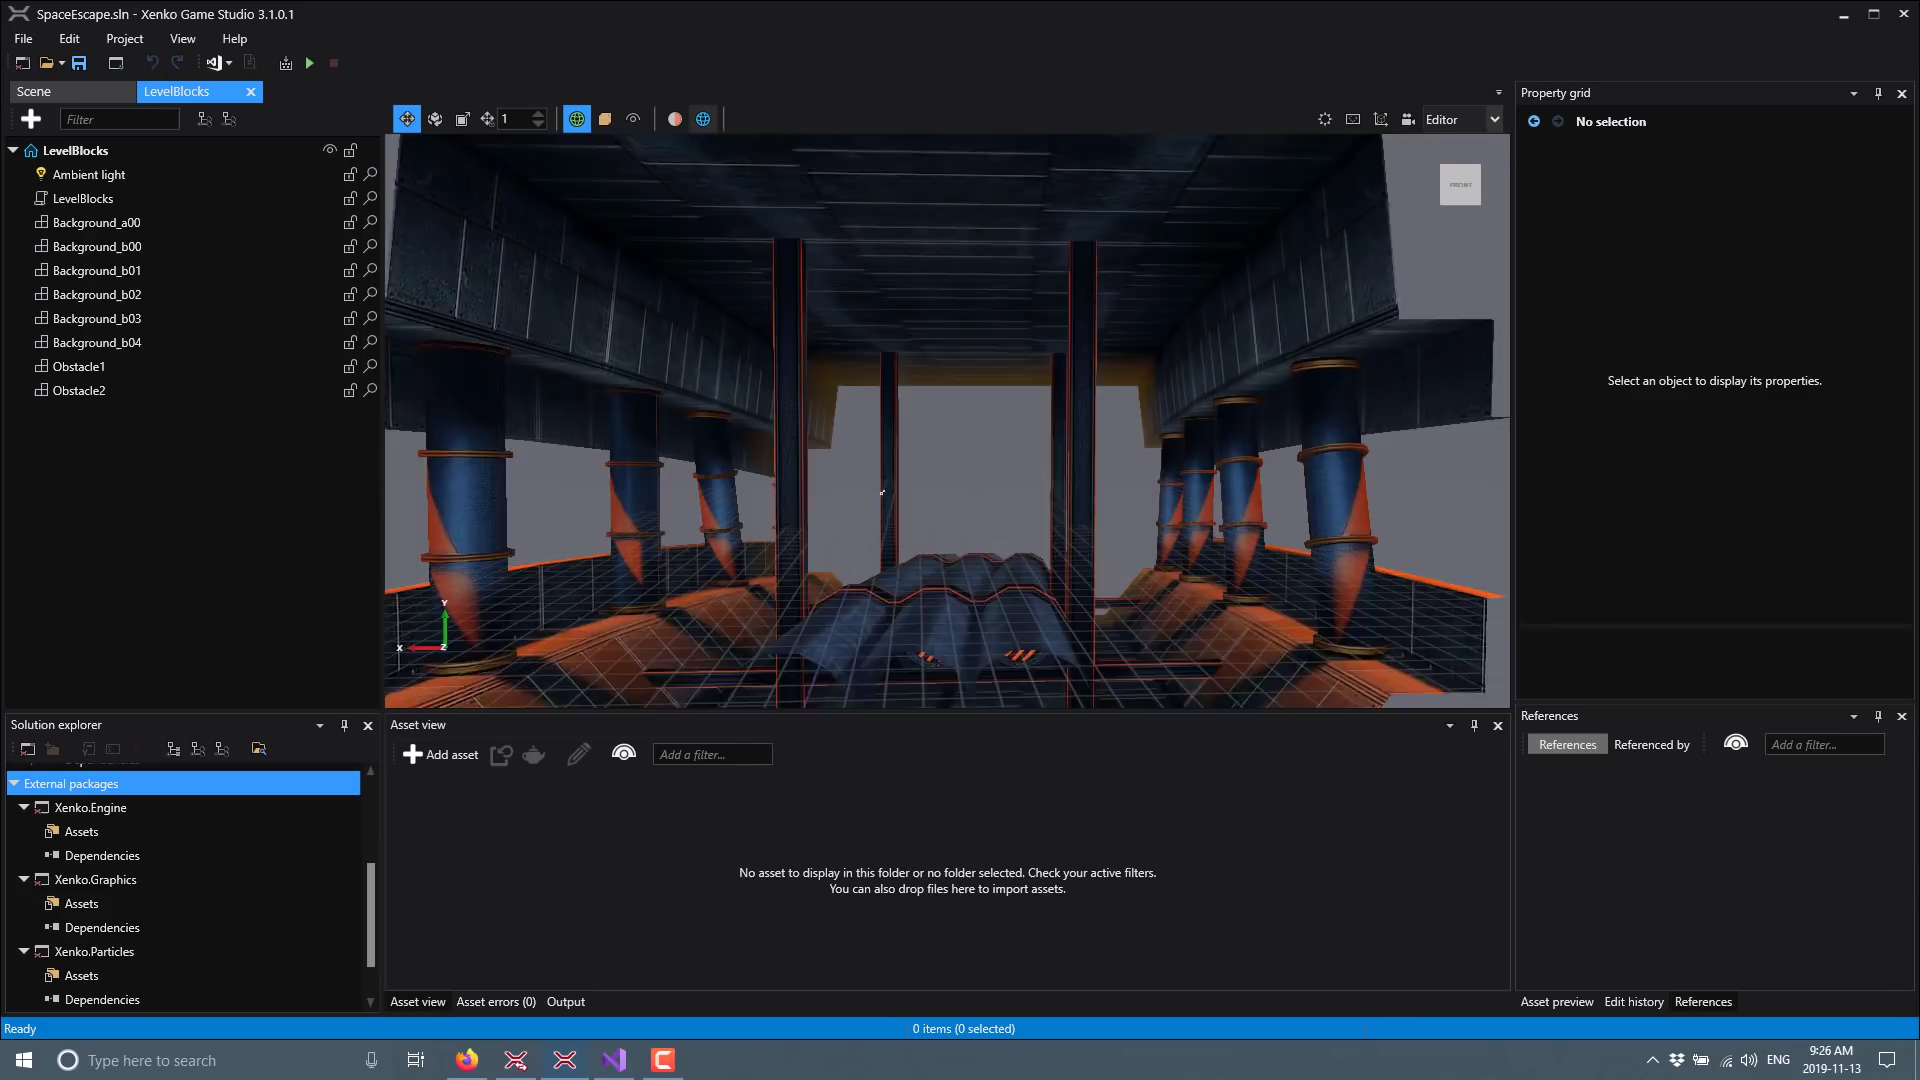 SpaceEscape.sln - Xenko Game Studio 3.1.0.1
File Edit Project View Help
Scene LevelBlocks
Filter
1
Editor
LevelBlocks
Ambient light
LevelBlocks
Background_a00
Background_b00
Background_b01
Background_b02
Background_b03
Background_b04
Obstacle1
Obstacle2
FRONT
Y
X
Z
Property grid
No selection
Select an object to display its properties.
Solution explorer
External packages
Xenko.Engine
Assets
Dependencies
Xenko.Graphics
Assets
Dependencies
Xenko.Particles
Assets
Dependencies
Asset view
Add asset
Add a filter...
No asset to display in this folder or no folder selected. Check your active filters.
You can also drop files here to import assets.
Asset view Asset errors (0) Output
References
References Referenced by
Add a filter...
Asset preview Edit history References
Ready
0 items (0 selected)
Type here to search
ENG
9:26 AM
2019-11-13